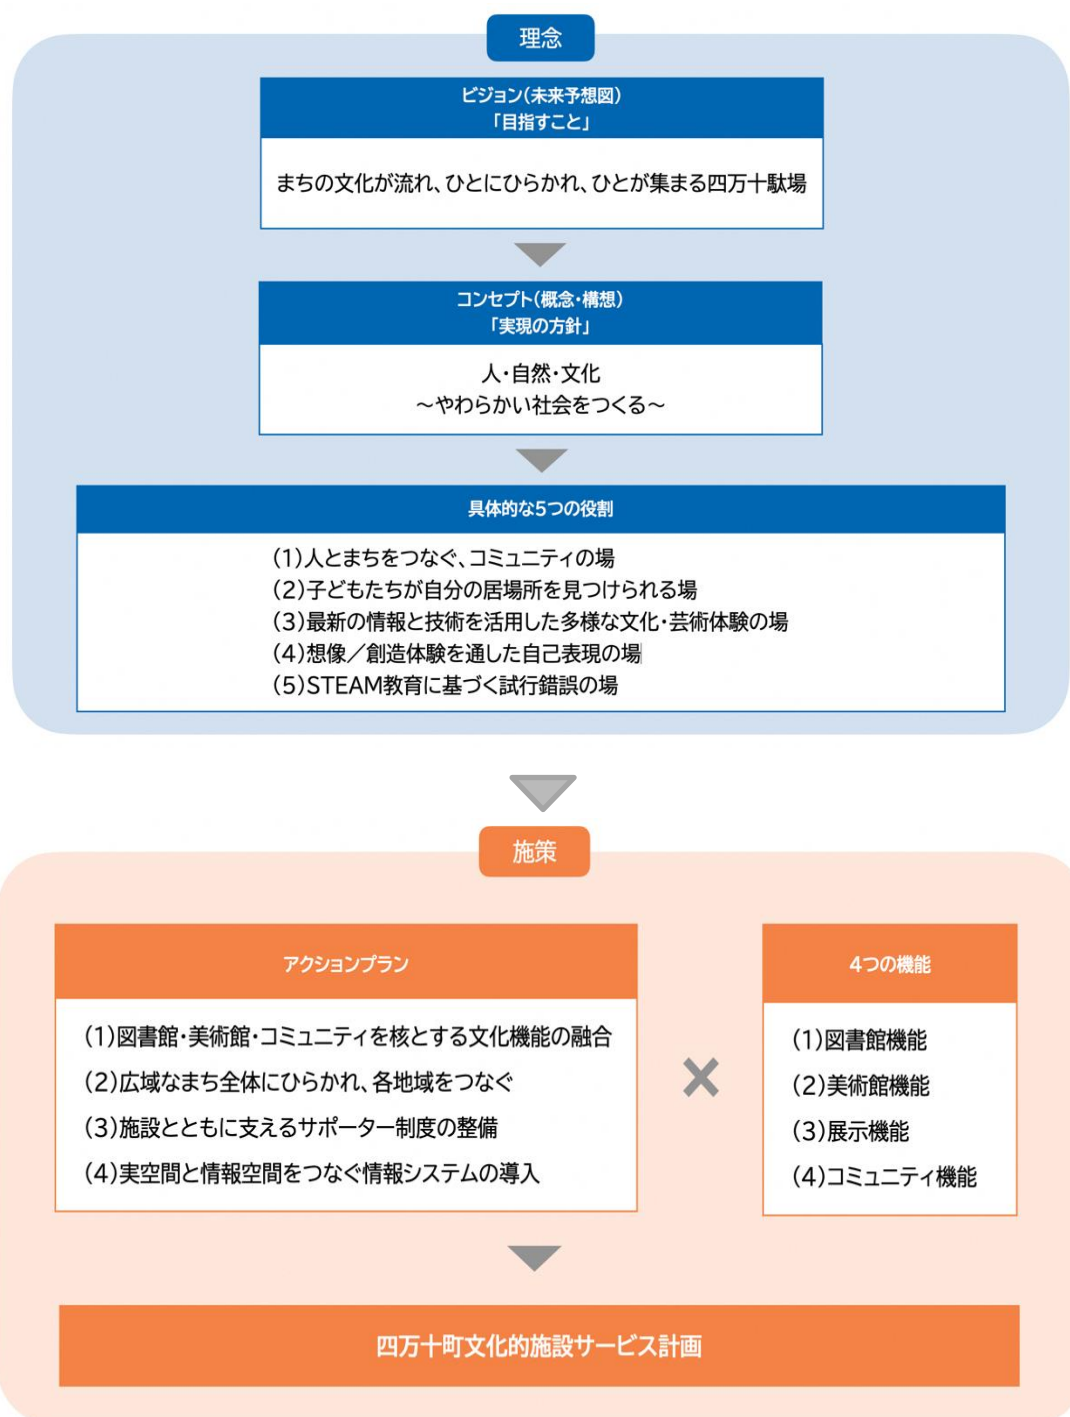 理念
ビジョン(未来予想図)
「目指すこと」
まちの文化が流れ、ひとにひらかれ、ひとが集まる四万十駄場
コンセプト(概念・構想)
「実現の方針」
人・自然・文化
～やわらかい社会をつくる～
具体的な5つの役割
(1)人とまちをつなぐ、コミュニティの場
(2)子どもたちが自分の居場所を見つけられる場
(3)最新の情報と技術を活用した多様な文化・芸術体験の場
(4)想像／創造体験を通した自己表現の場
(5)STEAM教育に基づく試行錯誤の場
施策
アクションプラン
(1)図書館・美術館・コミュニティを核とする文化機能の融合
(2)広域なまち全体にひらかれ、各地域をつなぐ
(3)施設とともに支えるサポーター制度の整備
(4)実空間と情報空間をつなぐ情報システムの導入
×
4つの機能
(1)図書館機能
(2)美術館機能
(3)展示機能
(4)コミュニティ機能
四万十町文化的施設サービス計画